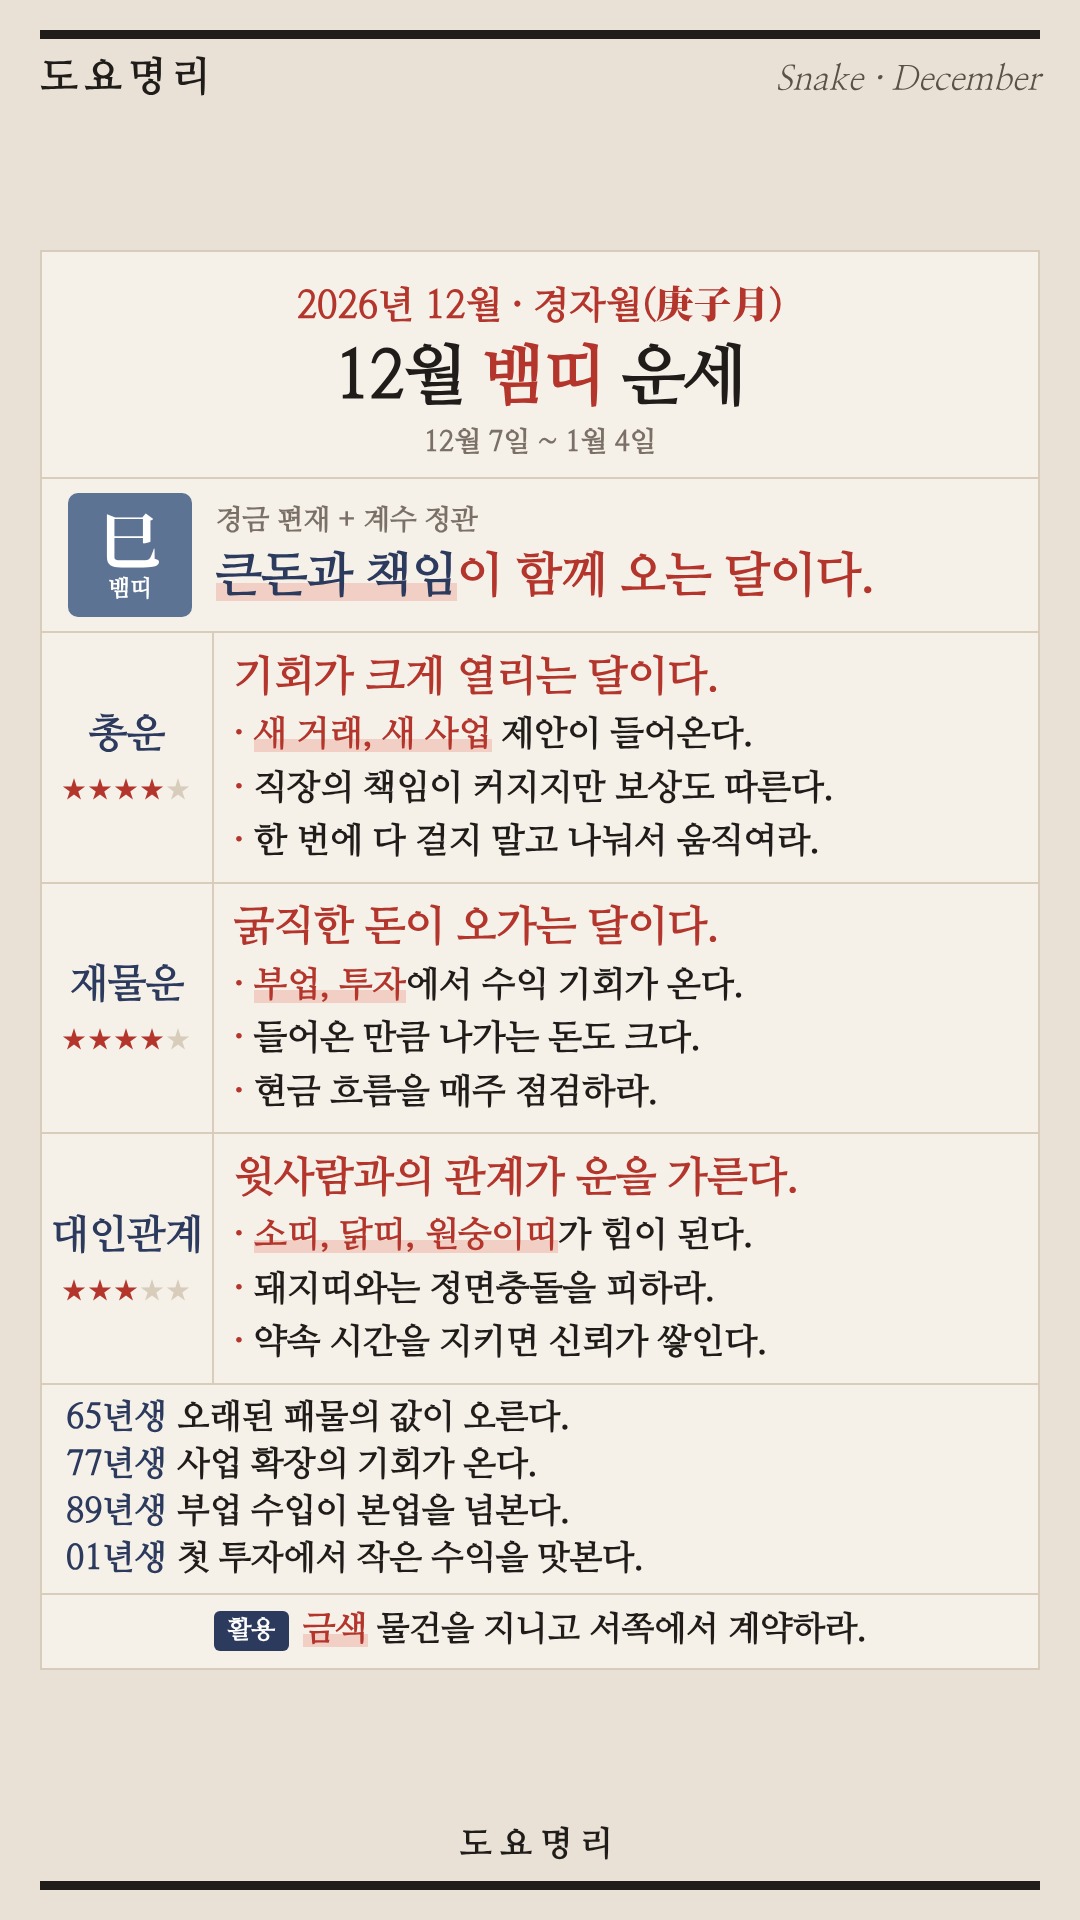 도요명리
Snake · December
2026년 12월 · 경자월(庚子月)
12월 뱀띠 운세
12월 7일 ~ 1월 4일
巳
뱀띠
경금 편재 + 계수 정관
큰돈과 책임이 함께 오는 달이다.
총운
★★★★★
기회가 크게 열리는 달이다.
· 새 거래, 새 사업 제안이 들어온다.
· 직장의 책임이 커지지만 보상도 따른다.
· 한 번에 다 걸지 말고 나눠서 움직여라.
재물운
★★★★★
굵직한 돈이 오가는 달이다.
· 부업, 투자에서 수익 기회가 온다.
· 들어온 만큼 나가는 돈도 크다.
· 현금 흐름을 매주 점검하라.
대인관계
★★★★★
윗사람과의 관계가 운을 가른다.
· 소띠, 닭띠, 원숭이띠가 힘이 된다.
· 돼지띠와는 정면충돌을 피하라.
· 약속 시간을 지키면 신뢰가 쌓인다.
65년생 오래된 패물의 값이 오른다.
77년생 사업 확장의 기회가 온다.
89년생 부업 수입이 본업을 넘본다.
01년생 첫 투자에서 작은 수익을 맛본다.
활용 금색 물건을 지니고 서쪽에서 계약하라.
도요명리